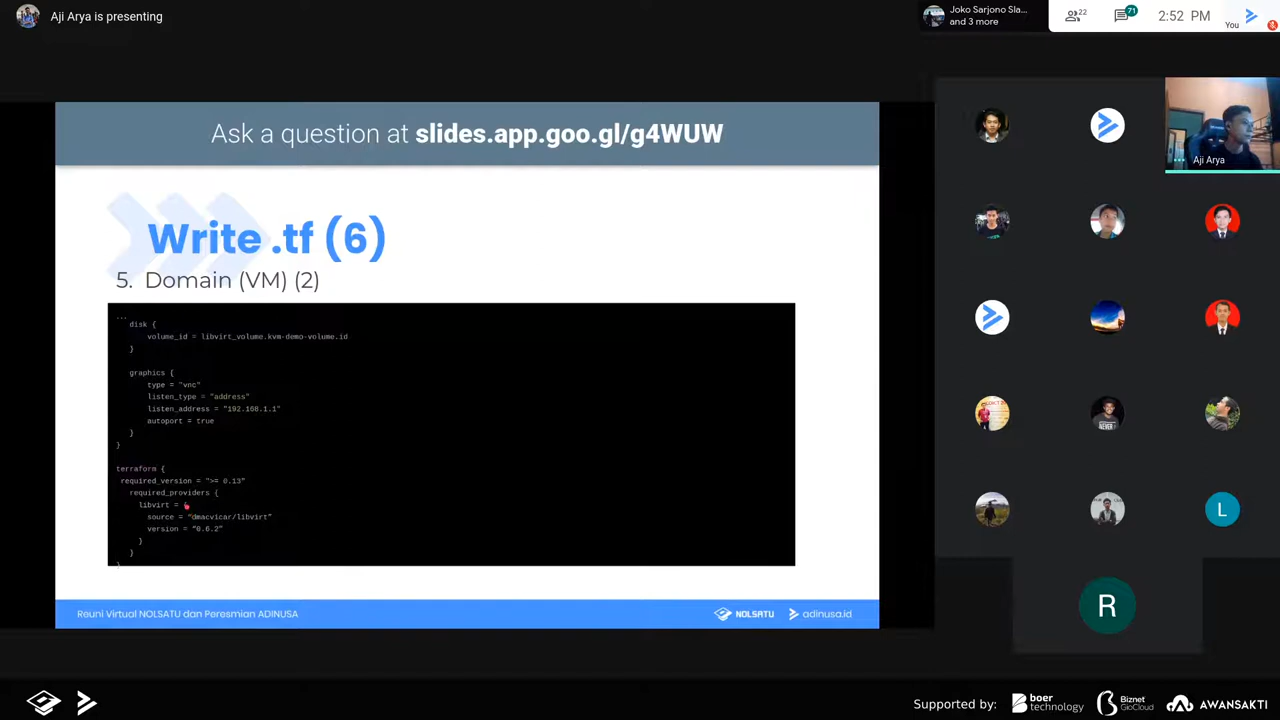 Aji Arya is presenting
Joko Sarjono Sla...
and 3 more
22
71
2:52 PM
You
Ask a question at slides.app.goo.gl/g4WUW
Aji Arya
Write .tf (6)
5. Domain (VM) (2)
...
disk {
volume_id = libvirt_volume.kvm-demo-volume.id
}
graphics {
type = "vnc"
listen_type = "address"
listen_address = "192.168.1.1"
autoport = true
}
}
terraform {
required_version = ">= 0.13"
required_providers {
libvirt = {
source = "dmacvicar/libvirt"
version = "0.6.2"
}
}
}
L
R
Reuni Virtual NOLSATU dan Peresmian ADINUSA
NOLSATU
adinusa.id
Supported by:
boer technology
Biznet GioCloud
AWANSAKTI